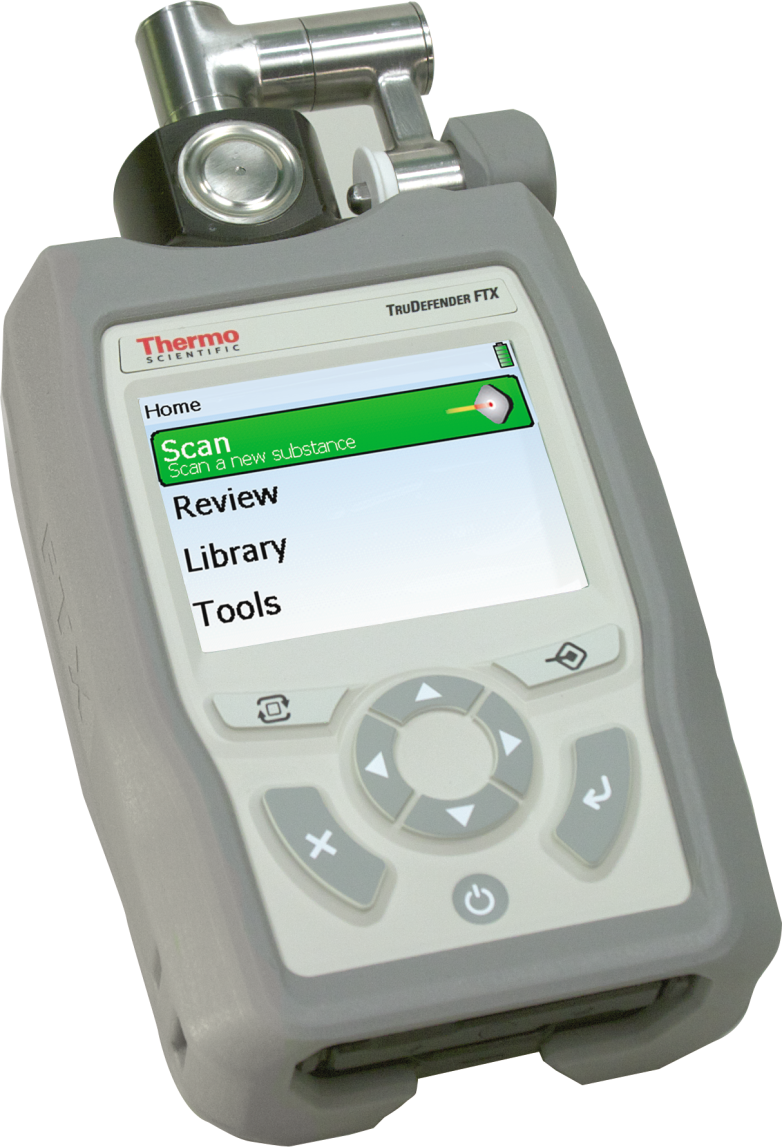 TRUDEFENDER FTX
Thermo
SCIENTIFIC
Home
Scan
Scan a new substance
Review
Library
Tools